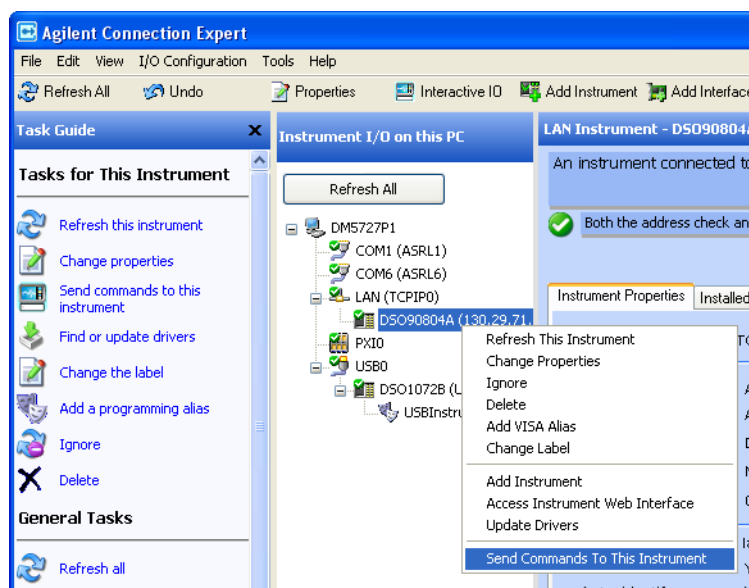 Agilent Connection Expert
File Edit View I/O Configuration Tools Help
Refresh All Undo Properties Interactive IO Add Instrument Add Interface
Task Guide
Tasks for This Instrument
Refresh this instrument
Change properties
Send commands to this
instrument
Find or update drivers
Change the label
Add a programming alias
Ignore
Delete
General Tasks
Refresh all
Instrument I/O on this PC
Refresh All
DM5727P1
COM1 (ASRL1)
COM6 (ASRL6)
LAN (TCPIP0)
DSO90804A (130.29.71.
PXI0
USB0
DSO1072B (U
USBInstru
LAN Instrument - DSO90804A
An instrument connected to
Both the address check an
Instrument Properties Installed
Refresh This Instrument
Change Properties
Ignore
Delete
Add VISA Alias
Change Label
Add Instrument
Access Instrument Web Interface
Update Drivers
Send Commands To This Instrument